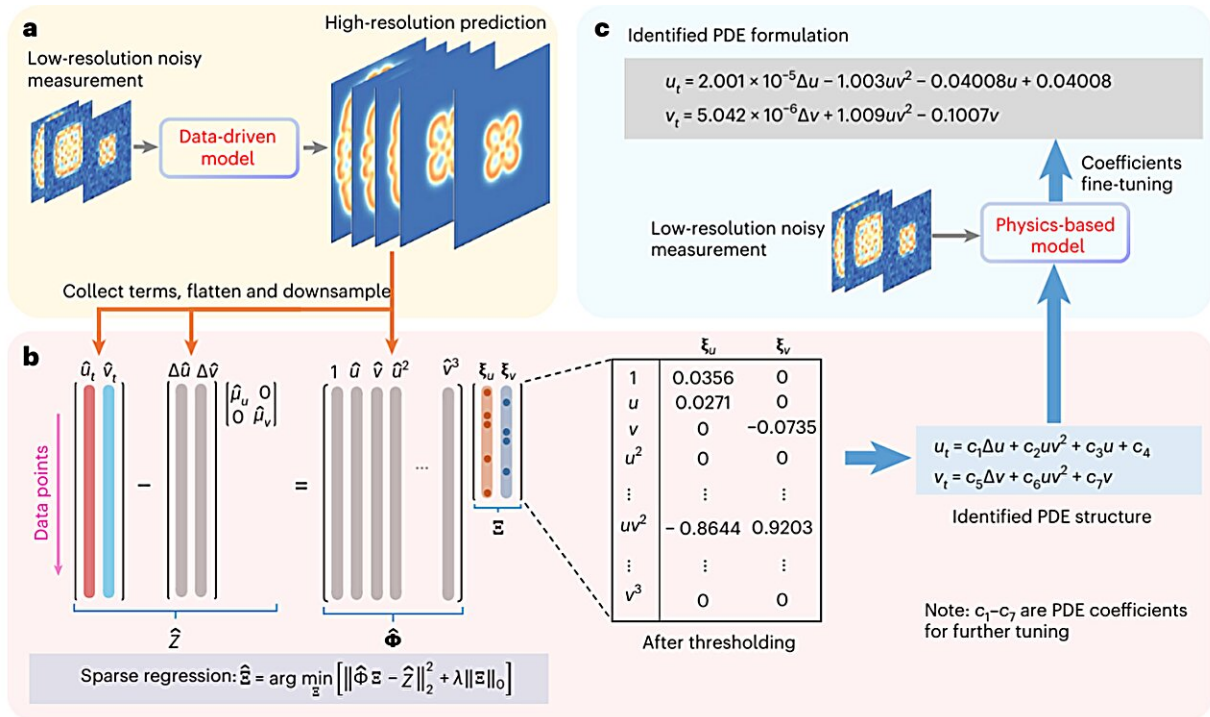 a
High-resolution prediction
Low-resolution noisy
measurement
Data-driven
model
Collect terms, flatten and downsample
c
Identified PDE formulation
u_t = 2.001 × 10⁻⁵Δu − 1.003uv² − 0.04008u + 0.04008
v_t = 5.042 × 10⁻⁶Δv + 1.009uv² − 0.1007v
Coefficients
fine-tuning
Low-resolution noisy
measurement
Physics-based
model
b
û_t v̂_t
Δû Δv̂
μ̂_u 0
0 μ̂_v
1 û v̂ û² v̂³
ξ_u ξ_v
Data points
−
=
...
Ξ
Ẑ
Φ̂
Sparse regression: Ξ̂ = arg min_Ξ [‖Φ̂ Ξ − Ẑ‖₂² + λ‖Ξ‖₀]
ξ_u ξ_v
1 0.0356 0
u 0.0271 0
v 0 −0.0735
u² 0 0
⋮ ⋮ ⋮
uv² −0.8644 0.9203
⋮ ⋮ ⋮
v³ 0 0
After thresholding
u_t = c₁Δu + c₂uv² + c₃u + c₄
v_t = c₅Δv + c₆uv² + c₇v
Identified PDE structure
Note: c₁–c₇ are PDE coefficients
for further tuning